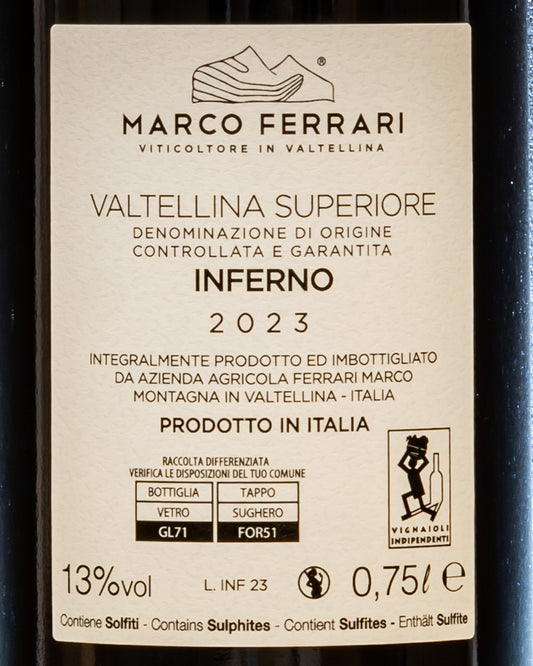 ®
MARCO FERRARI
VITICOLTORE IN VALTELLINA
VALTELLINA SUPERIORE
DENOMINAZIONE DI ORIGINE
CONTROLLATA E GARANTITA
INFERNO
2023
INTEGRALMENTE PRODOTTO ED IMBOTTIGLIATO
DA AZIENDA AGRICOLA FERRARI MARCO
MONTAGNA IN VALTELLINA - ITALIA
PRODOTTO IN ITALIA
RACCOLTA DIFFERENZIATA
VERIFICA LE DISPOSIZIONI DEL TUO COMUNE
BOTTIGLIA TAPPO
VETRO SUGHERO
GL71 FOR51
VIGNAIOLI
INDIPENDENTI
13%vol L. INF 23 0,75ℓ ℮
Contiene Solfiti - Contains Sulphites - Contient Sulfites - Enthält Sulfite